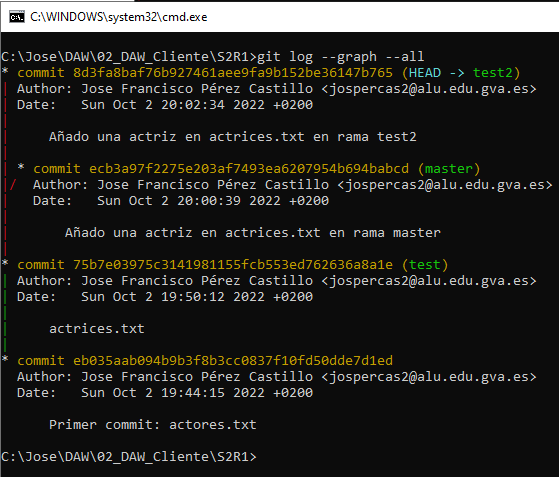 C:\WINDOWS\system32\cmd.exe
C:\Jose\DAW\02_DAW_Cliente\S2R1>git log --graph --all
* commit 8d3fa8baf76b927461aee9fa9b152be36147b765 (HEAD -> test2)
| Author: Jose Francisco Pérez Castillo <jospercas2@alu.edu.gva.es>
| Date:   Sun Oct 2 20:02:34 2022 +0200
|
|     Añado una actriz en actrices.txt en rama test2
|
| * commit ecb3a97f2275e203af7493ea6207954b694babcd (master)
|/  Author: Jose Francisco Pérez Castillo <jospercas2@alu.edu.gva.es>
|   Date:   Sun Oct 2 20:00:39 2022 +0200
|
|       Añado una actriz en actrices.txt en rama master
|
* commit 75b7e03975c3141981155fcb553ed762636a8a1e (test)
| Author: Jose Francisco Pérez Castillo <jospercas2@alu.edu.gva.es>
| Date:   Sun Oct 2 19:50:12 2022 +0200
|
|     actrices.txt
|
* commit eb035aab094b9b3f8b3cc0837f10fd50dde7d1ed
  Author: Jose Francisco Pérez Castillo <jospercas2@alu.edu.gva.es>
  Date:   Sun Oct 2 19:44:15 2022 +0200

      Primer commit: actores.txt

C:\Jose\DAW\02_DAW_Cliente\S2R1>